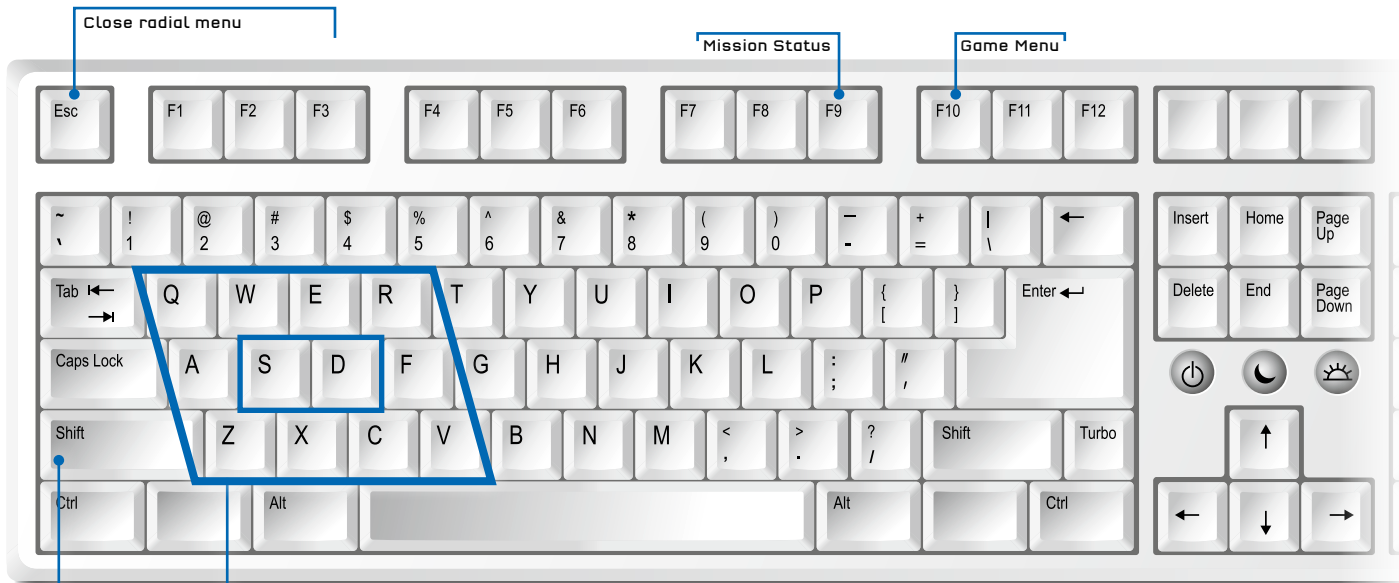 Close radial menu
Mission Status
Game Menu
Esc F1 F2 F3 F4 F5 F6 F7 F8 F9 F10 F11 F12
~ ! @ # $ % ^ & * ( ) — + |
` 1 2 3 4 5 6 7 8 9 0 - = \ ←
Insert Home Page Up
Tab Q W E R T Y U I O P { } Enter
[ ]
Delete End Page Down
Caps Lock A S D F G H J K L : "
; '
Shift Z X C V B N M < > ? Shift Turbo
, . /
↑
Ctrl Alt Alt Ctrl
← ↓ →